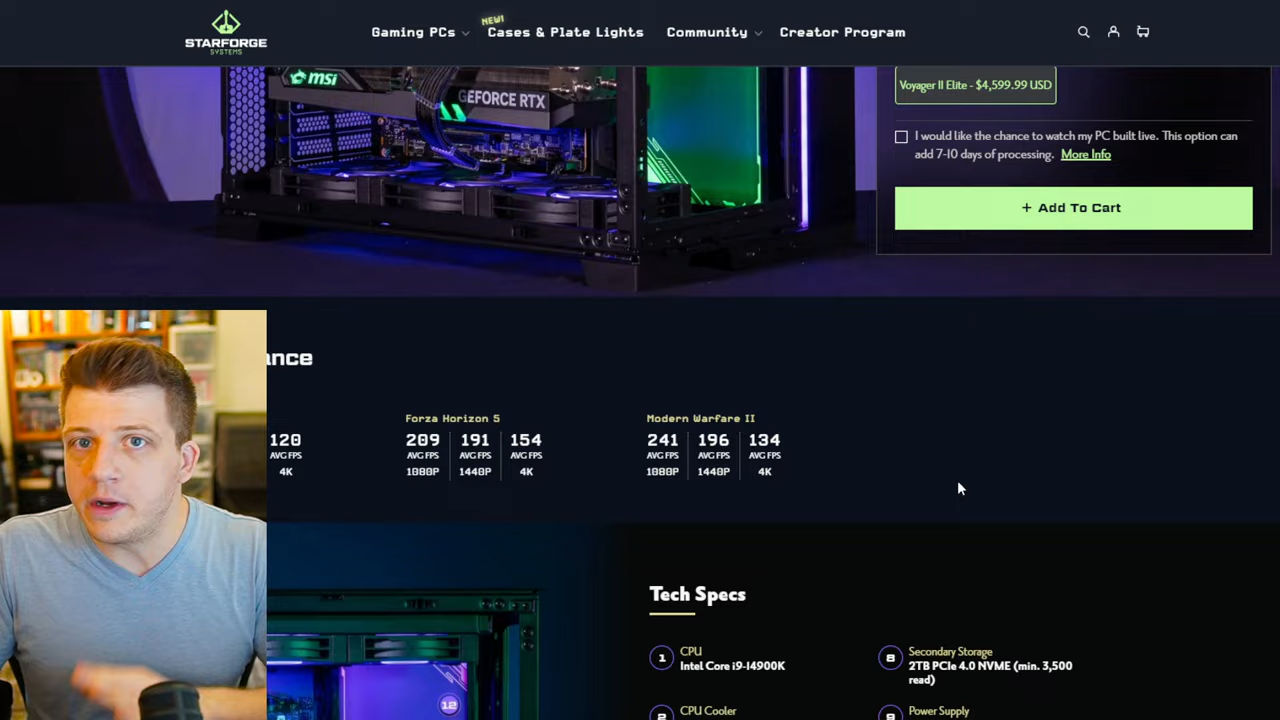 STARFORGE
SYSTEMS
Gaming PCs
NEW!
Cases & Plate Lights
Community
Creator Program
msi
GEFORCE RTX
Voyager II Elite - $4,599.99 USD
I would like the chance to watch my PC built live. This option can
add 7-10 days of processing. More Info
+ Add To Cart
ance
120
AVG FPS
4K
Forza Horizon 5
209 191 154
AVG FPS AVG FPS AVG FPS
1080P 1440P 4K
Modern Warfare II
241 196 134
AVG FPS AVG FPS AVG FPS
1080P 1440P 4K
Tech Specs
1 CPU
Intel Core i9-14900K
8 Secondary Storage
2TB PCIe 4.0 NVME (min. 3,500
read)
2 CPU Cooler
9 Power Supply
12